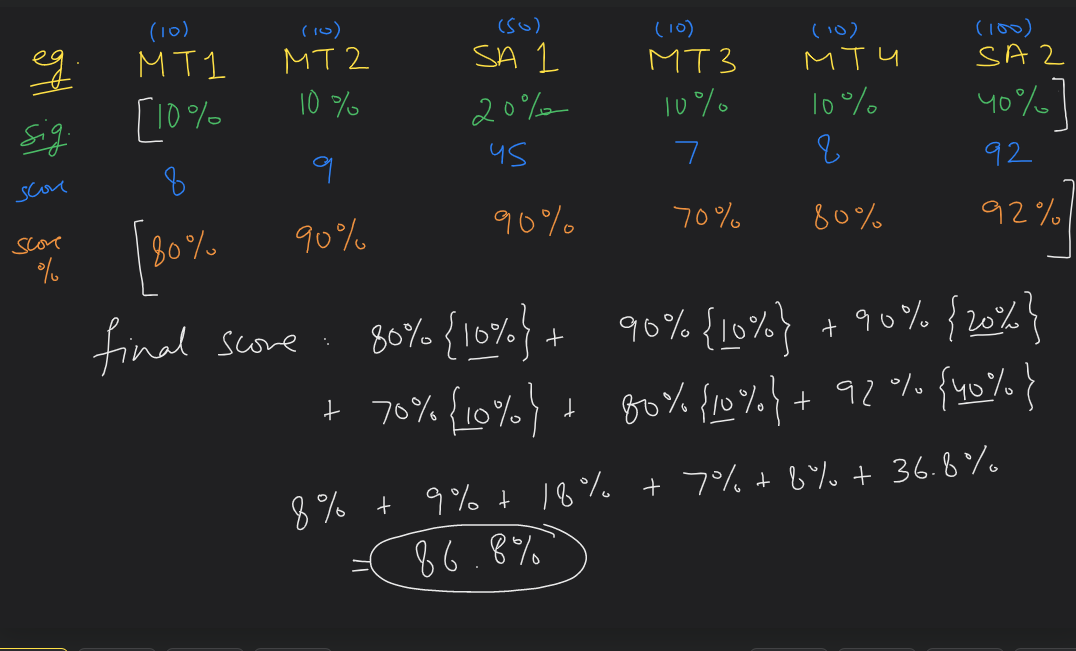 (10) (10) (50) (10) (10) (100)
eg. MT1 MT2 SA 1 MT3 MT4 SA 2
sig. [10% 10% 20% 10% 10% 40%]
score 8 9 45 7 8 92
score % [80% 90% 90% 70% 80% 92%]
final score : 80% {10%} + 90% {10%} + 90% {20%}
+ 70% {10%} + 80% {10%} + 92% {40%}
8% + 9% + 18% + 7% + 8% + 36.8%
= 86.8%